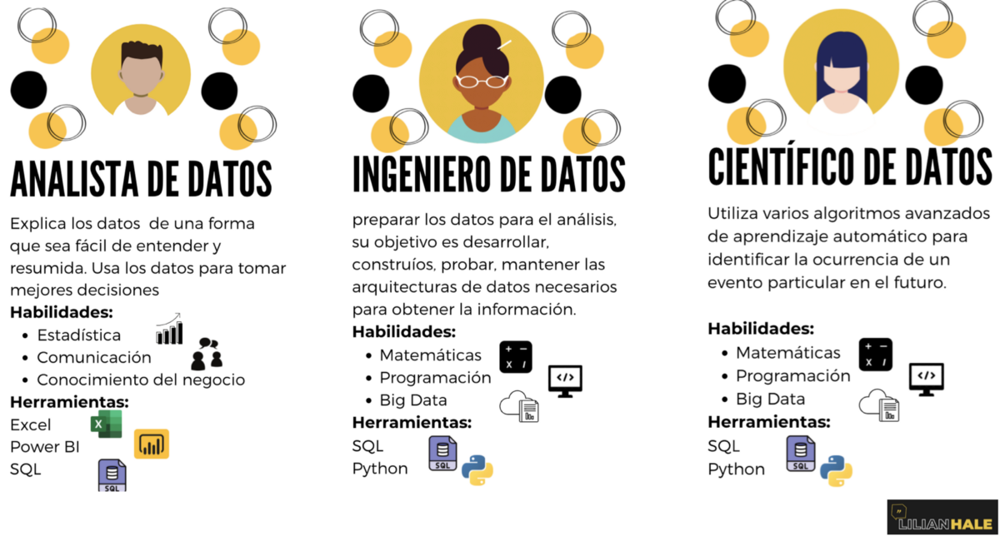 ANALISTA DE DATOS
Explica los datos de una forma
que sea fácil de entender y
resumida. Usa los datos para tomar
mejores decisiones
Habilidades:
• Estadística
• Comunicación
• Conocimiento del negocio
Herramientas:
Excel
Power BI
SQL
X
SQL
INGENIERO DE DATOS
preparar los datos para el análisis,
su objetivo es desarrollar,
construíos, probar, mantener las
arquitecturas de datos necesarios
para obtener la información.
Habilidades:
• Matemáticas
• Programación
• Big Data
Herramientas:
SQL
Python
+ −
X /
</>
SQL
CIENTÍFICO DE DATOS
Utiliza varios algoritmos avanzados
de aprendizaje automático para
identificar la ocurrencia de un
evento particular en el futuro.
Habilidades:
• Matemáticas
• Programación
• Big Data
Herramientas:
SQL
Python
+ −
X /
</>
SQL
LILIANHALE